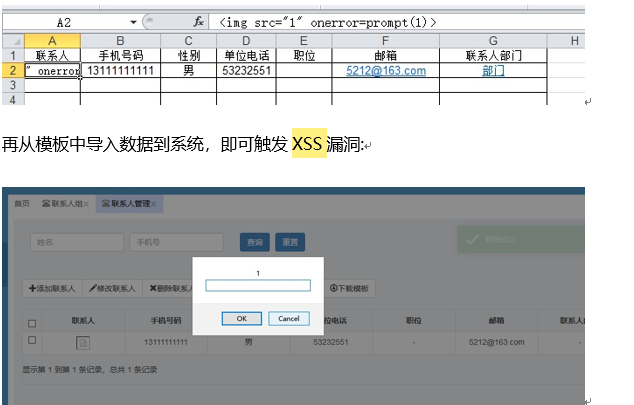 A2 fx <img src="1" onerror=prompt(1)>
A B C D E F G H
1 联系人 手机号码 性别 单位电话 职位 邮箱 联系人部门
2 " onerror 13111111111 男 53232551 5212@163.com 部门
3
4
再从模板中导入数据到系统，即可触发 XSS 漏洞:
首页 联系人组 联系人管理
姓名 手机号 查询 重置
1
添加联系人 修改联系人 删除联系人 下载模板
OK Cancel
联系人 手机号码 位电话 职位 邮箱 联系人
13111111111 男 53232551 - 5212@163.com -
显示第 1 到第 1 条记录，总共 1 条记录